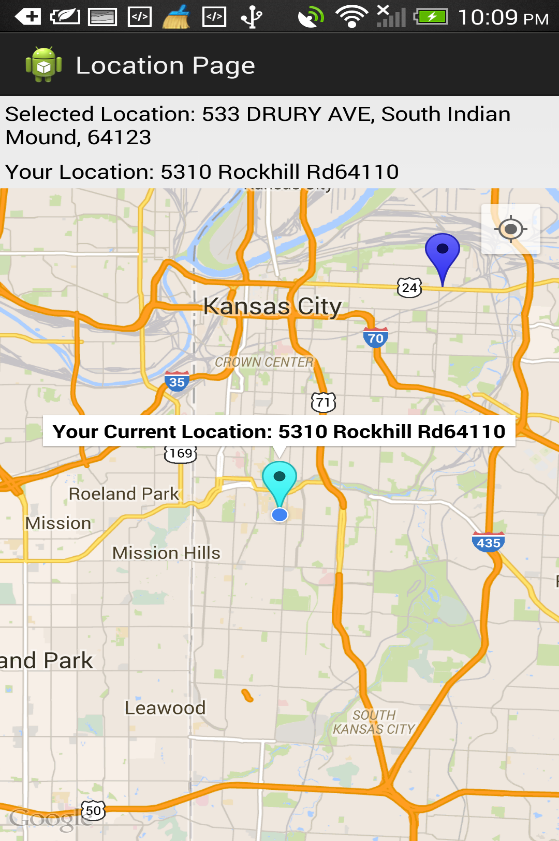 10:09 PM
Location Page
Selected Location: 533 DRURY AVE, South Indian
Mound, 64123
Your Location: 5310 Rockhill Rd64110
Kansas City
24
Kansas City
70
CROWN CENTER
35
71
Your Current Location: 5310 Rockhill Rd64110
169
Roeland Park
Mission
435
Mission Hills
and Park
Leawood
SOUTH
KANSAS CITY
50
Google